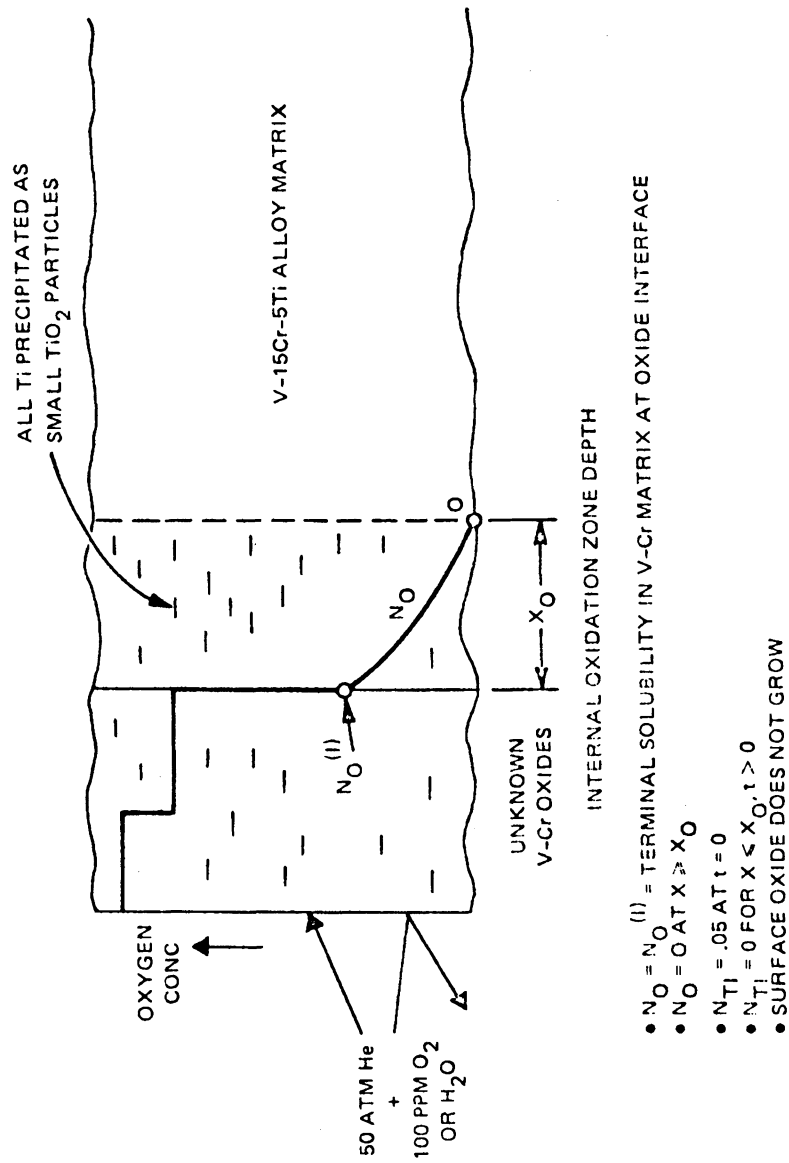 ALL Ti PRECIPITATED AS
SMALL TiO2 PARTICLES
V-15Cr-5Ti ALLOY MATRIX
OXYGEN
CONC
50 ATM He
+
100 PPM O2
OR H2O
NO(I)
NO
O
XO
UNKNOWN
V-Cr OXIDES
INTERNAL OXIDATION ZONE DEPTH
• NO = NO(I) = TERMINAL SOLUBILITY IN V-Cr MATRIX AT OXIDE INTERFACE
• NO = 0 AT X ⩾ XO
• NTI = .05 AT t = 0
• NTI = 0 FOR X ⩽ XO, t > 0
• SURFACE OXIDE DOES NOT GROW